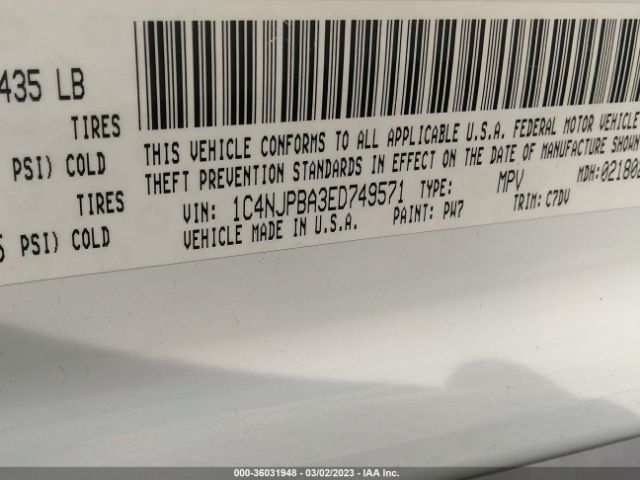 435 LB
TIRES
PSI) COLD
TIRES
5 PSI) COLD
THIS VEHICLE CONFORMS TO ALL APPLICABLE U.S.A. FEDERAL MOTOR VEHICLE
THEFT PREVENTION STANDARDS IN EFFECT ON THE DATE OF MANUFACTURE SHOWN
VIN: 1C4NJPBA3ED749571 TYPE: MPV MDH:021802
VEHICLE MADE IN U.S.A. PAINT: PW7 TRIM: C7DV
000-36031948 - 03/02/2023 - IAA Inc.